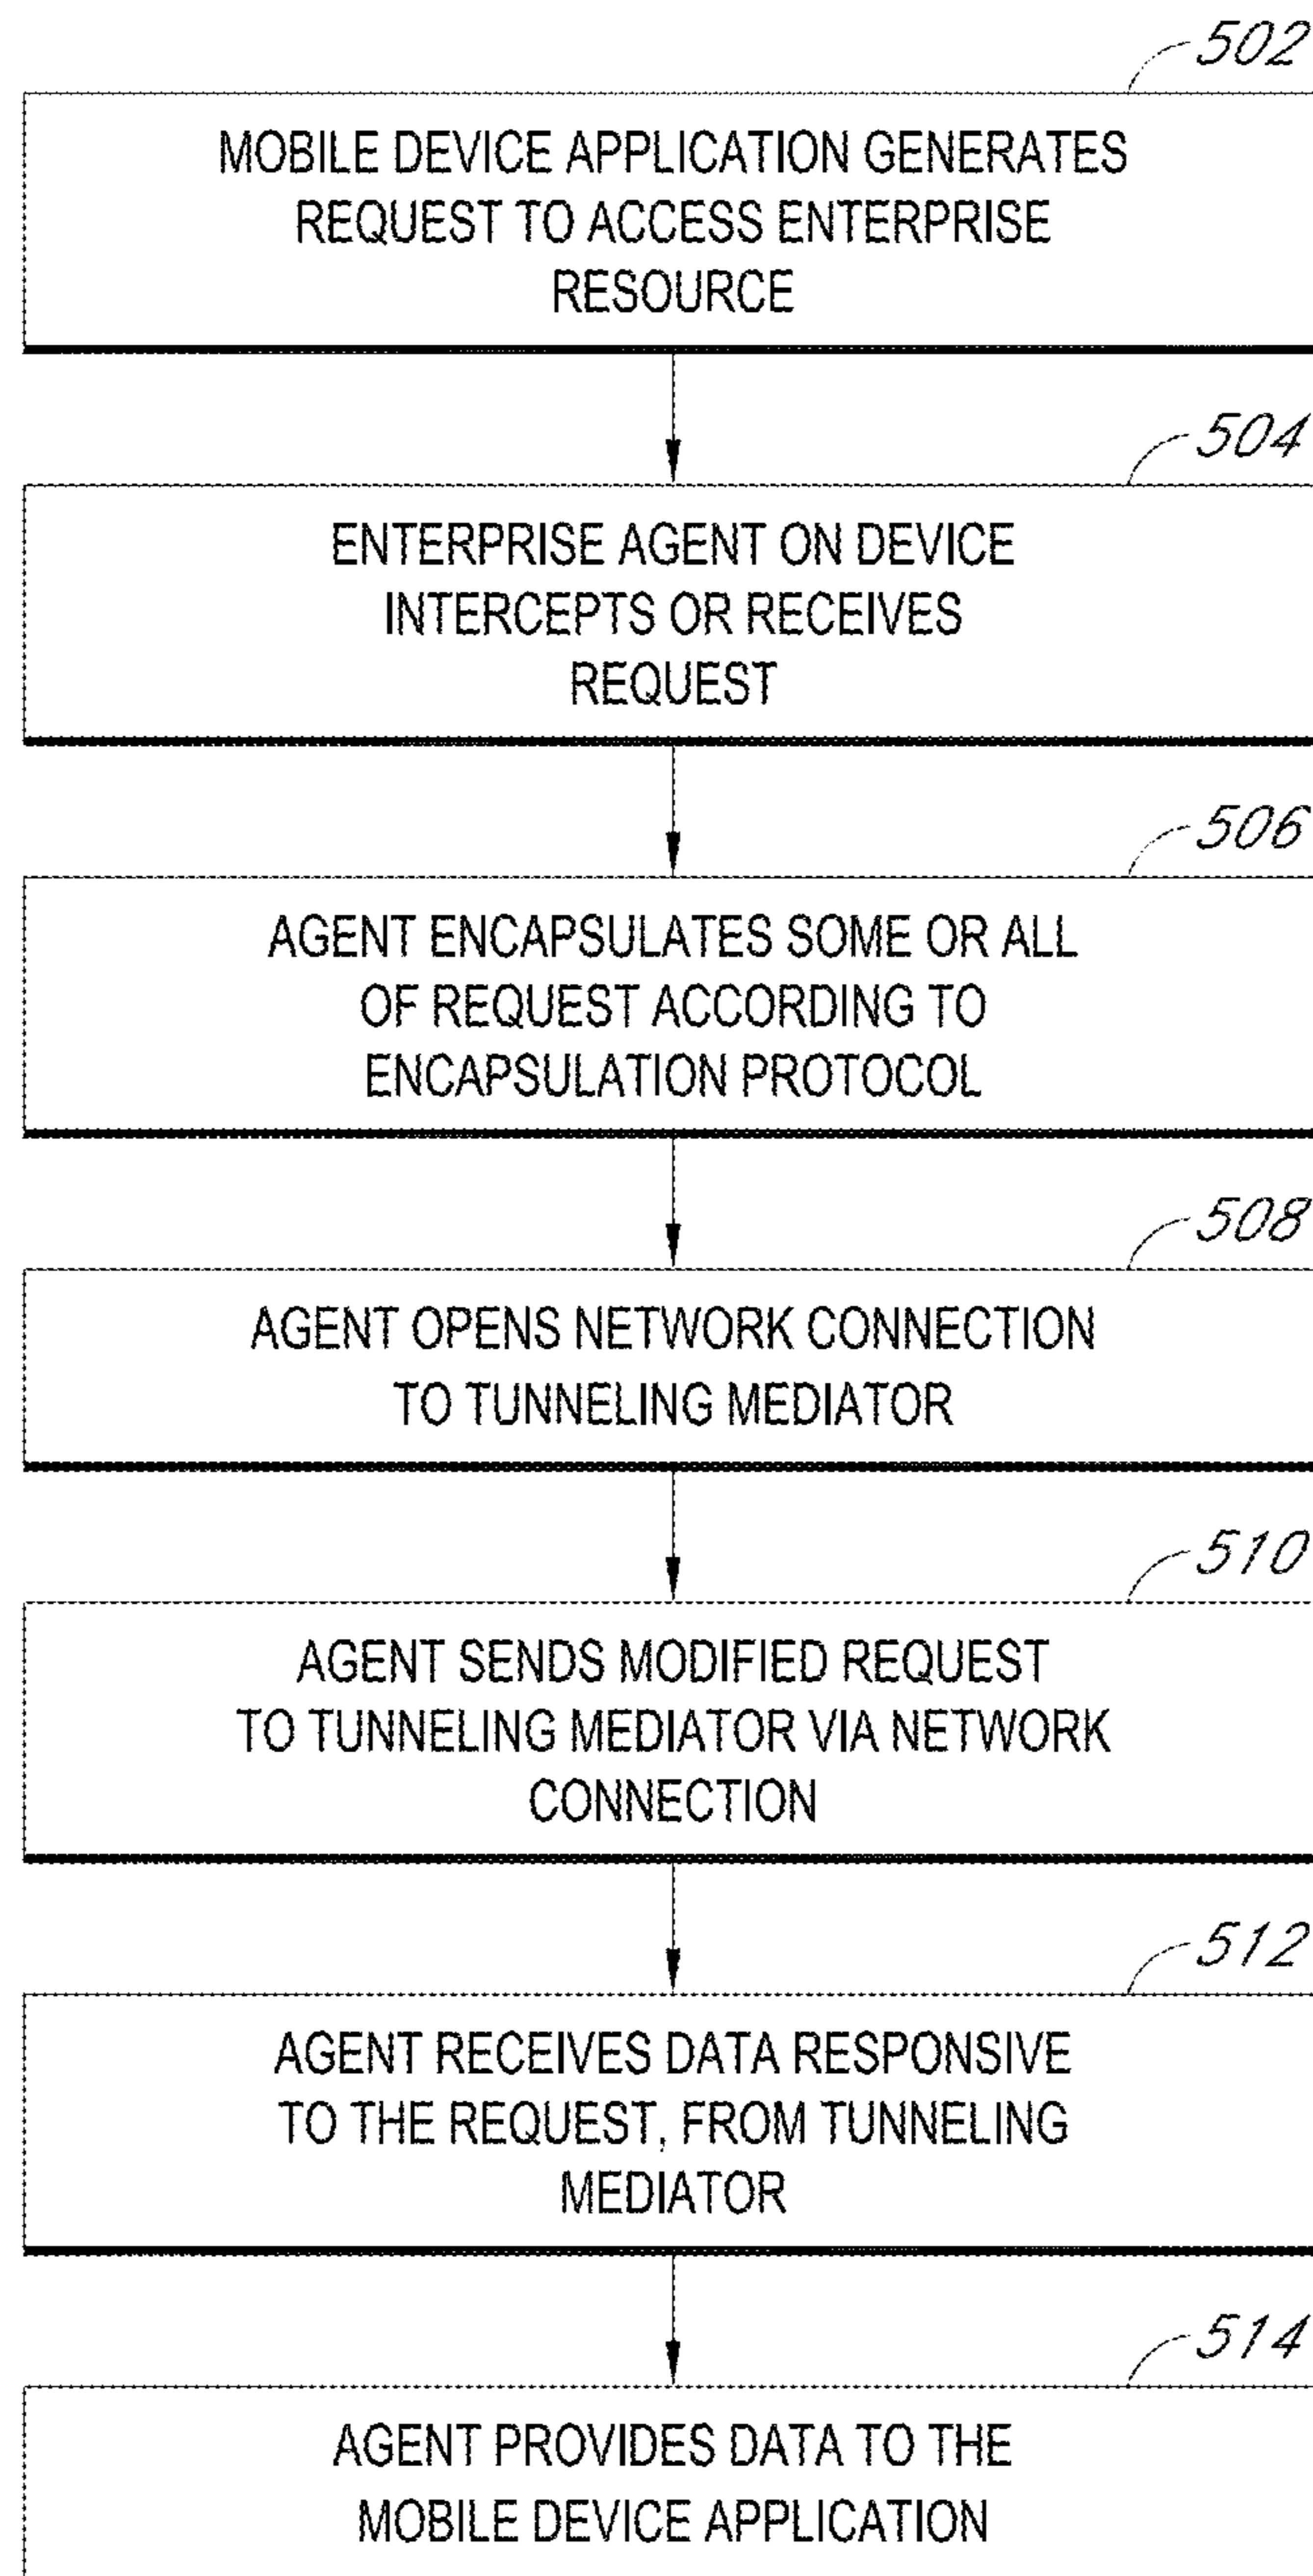 502
MOBILE DEVICE APPLICATION GENERATES
REQUEST TO ACCESS ENTERPRISE
RESOURCE
504
ENTERPRISE AGENT ON DEVICE
INTERCEPTS OR RECEIVES
REQUEST
506
AGENT ENCAPSULATES SOME OR ALL
OF REQUEST ACCORDING TO
ENCAPSULATION PROTOCOL
508
AGENT OPENS NETWORK CONNECTION
TO TUNNELING MEDIATOR
510
AGENT SENDS MODIFIED REQUEST
TO TUNNELING MEDIATOR VIA NETWORK
CONNECTION
512
AGENT RECEIVES DATA RESPONSIVE
TO THE REQUEST, FROM TUNNELING
MEDIATOR
514
AGENT PROVIDES DATA TO THE
MOBILE DEVICE APPLICATION